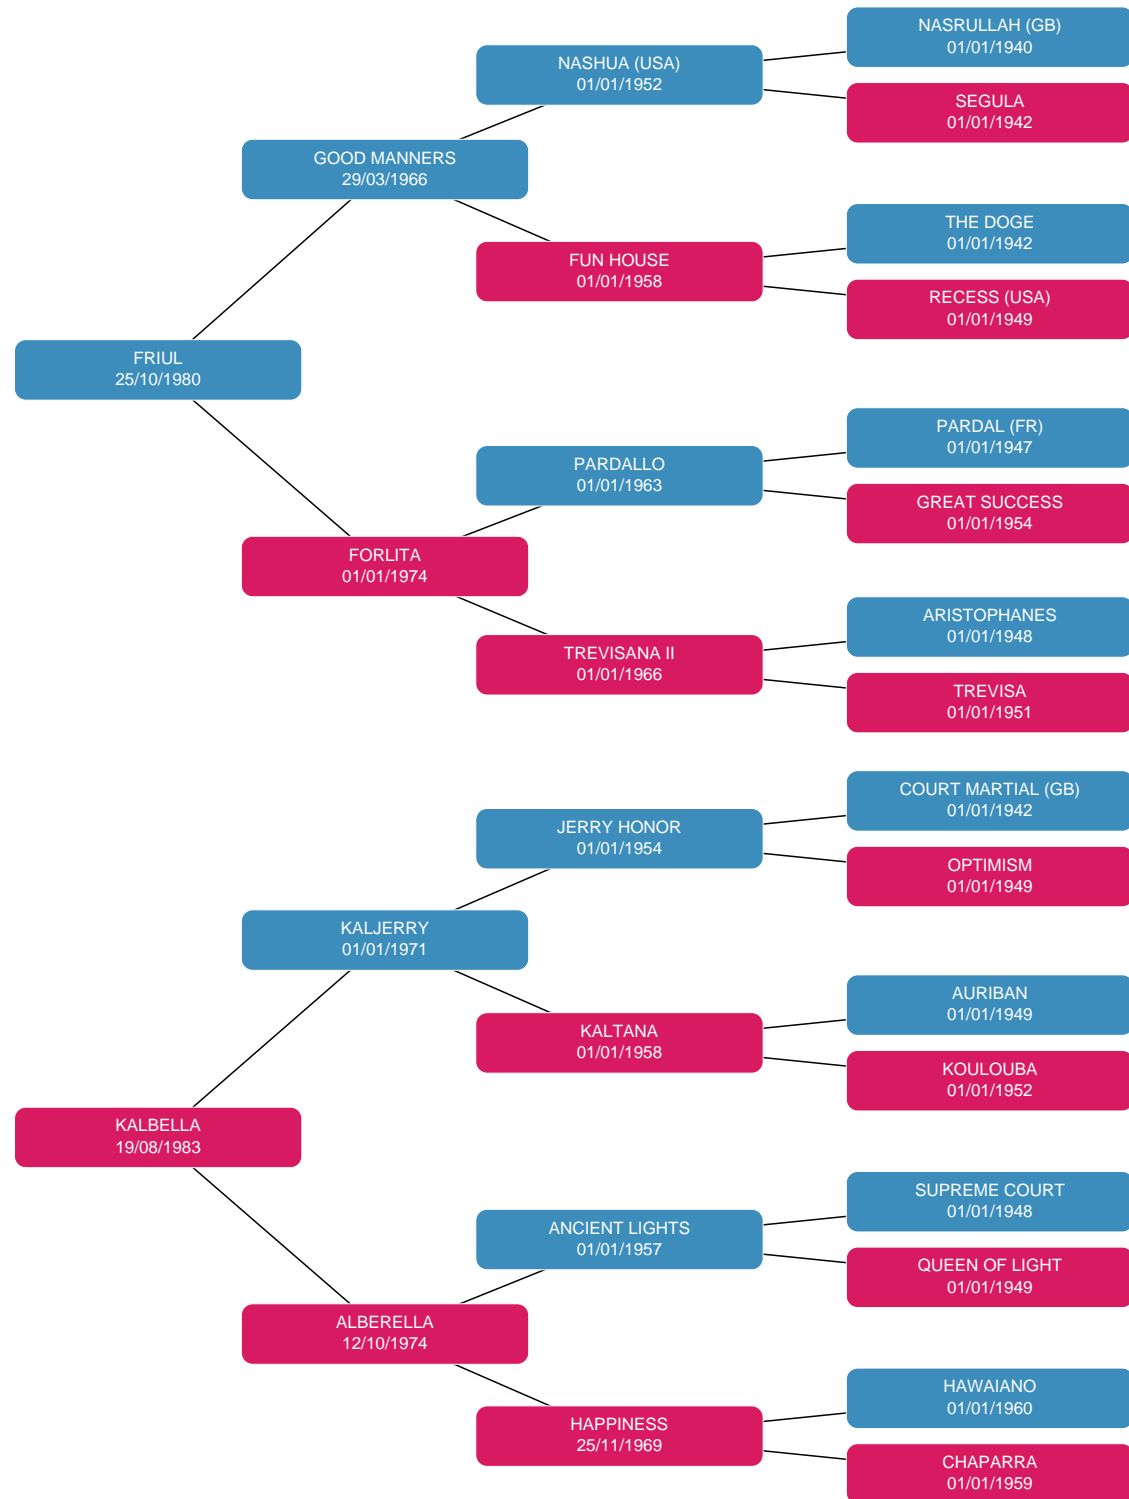 NASRULLAH (GB)
01/01/1940
NASHUA (USA)
01/01/1952
SEGULA
01/01/1942
GOOD MANNERS
29/03/1966
THE DOGE
01/01/1942
FUN HOUSE
01/01/1958
RECESS (USA)
01/01/1949
FRIUL
25/10/1980
PARDAL (FR)
01/01/1947
PARDALLO
01/01/1963
GREAT SUCCESS
01/01/1954
FORLITA
01/01/1974
ARISTOPHANES
01/01/1948
TREVISANA II
01/01/1966
TREVISA
01/01/1951
COURT MARTIAL (GB)
01/01/1942
JERRY HONOR
01/01/1954
OPTIMISM
01/01/1949
KALJERRY
01/01/1971
AURIBAN
01/01/1949
KALTANA
01/01/1958
KOULOUBA
01/01/1952
KALBELLA
19/08/1983
SUPREME COURT
01/01/1948
ANCIENT LIGHTS
01/01/1957
QUEEN OF LIGHT
01/01/1949
ALBERELLA
12/10/1974
HAWAIANO
01/01/1960
HAPPINESS
25/11/1969
CHAPARRA
01/01/1959